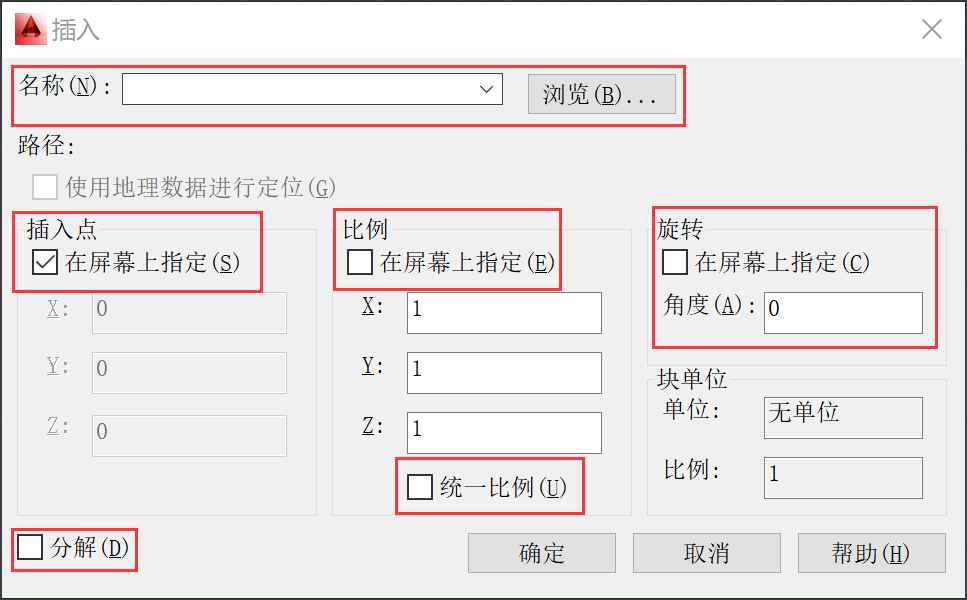 插入
名称(N): 浏览(B)...
路径:
使用地理数据进行定位(G)
插入点 比例 旋转
在屏幕上指定(S) 在屏幕上指定(E) 在屏幕上指定(C)
X: 0 X: 1 角度(A): 0
Y: 0 Y: 1 块单位
单位: 无单位
Z: 0 Z: 1 比例: 1
统一比例(U)
分解(D) 确定 取消 帮助(H)